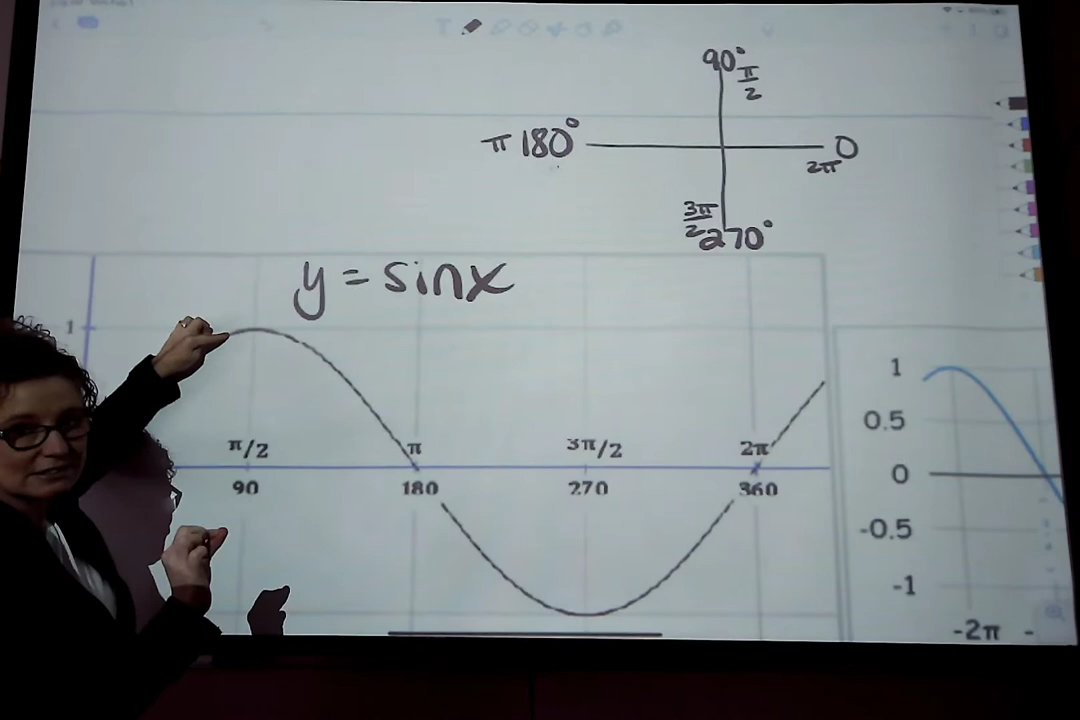 90° π/2
π 180° 0
2π
3π/2
270°
y = sinx
1
π/2 π 3π/2 2π
90 180 270 360
1
0.5
0
-0.5
-1
-2π -